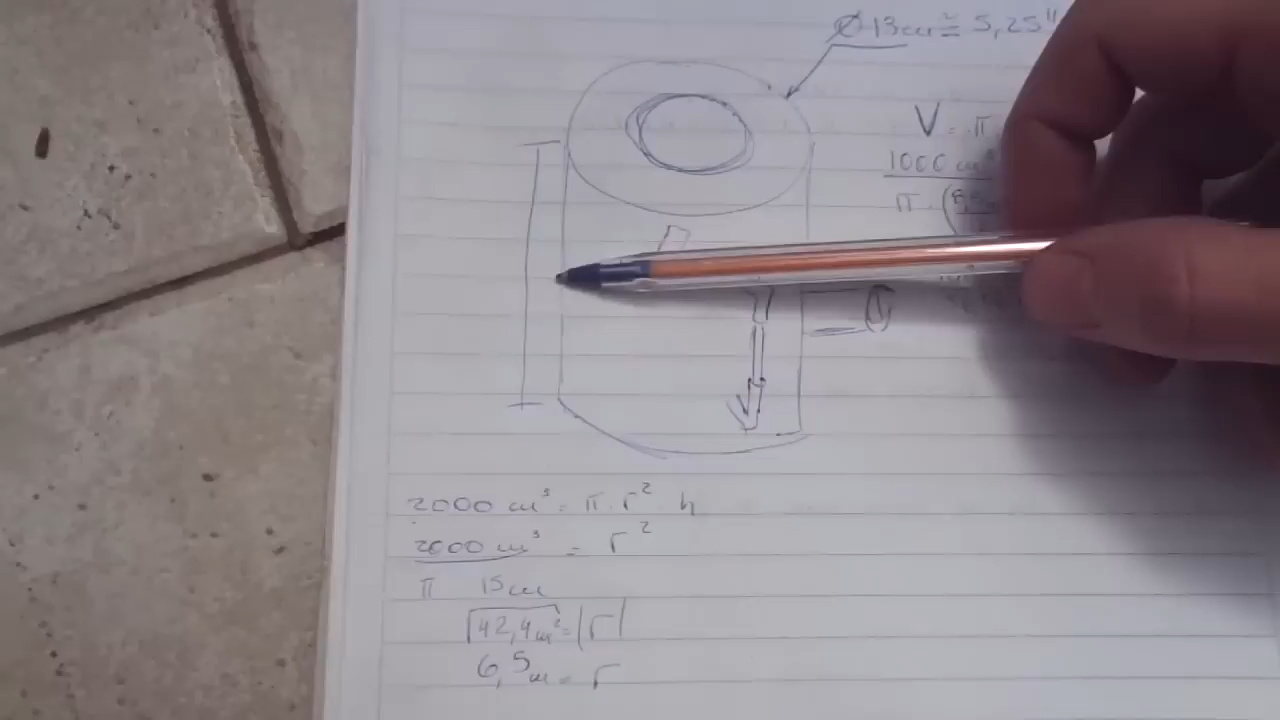 Ø 13cm ≅ 5,25"
V = π
1000 cm³
π · (
2000 cm³ = π · r² · h
2000 cm³ = r²
π 15cm
√42,4cm² = |r|
6,5cm = r